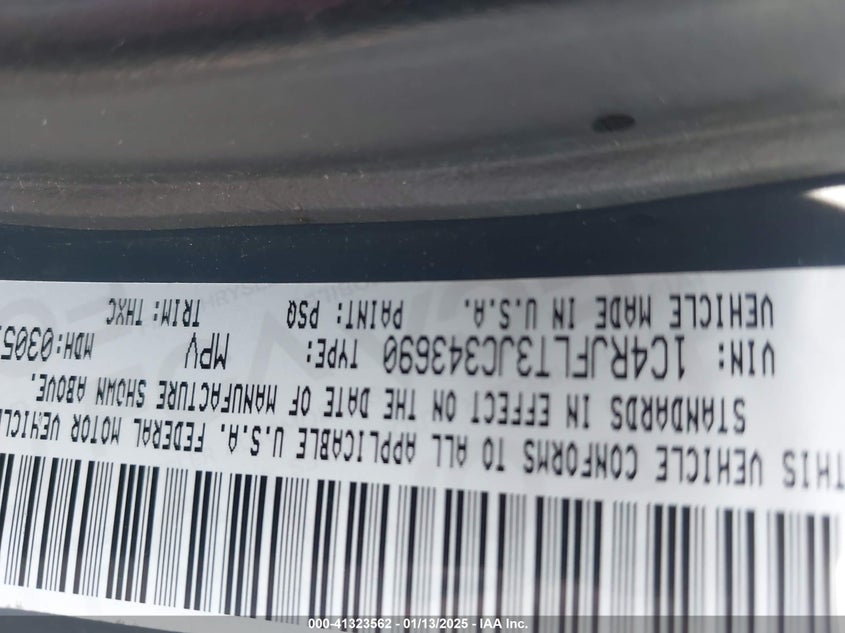 THIS VEHICLE CONFORMS TO ALL APPLICABLE U.S.A. FEDERAL MOTOR VEHICLE
STANDARDS IN EFFECT ON THE DATE OF MANUFACTURE SHOWN ABOVE.
VIN: 1C4RJFLT3JC343690 TYPE: MPV MDH:0305
VEHICLE MADE IN U.S.A. PAINT: PSQ TRIM: THXC
000-41323562 - 01/13/2025 - IAA Inc.